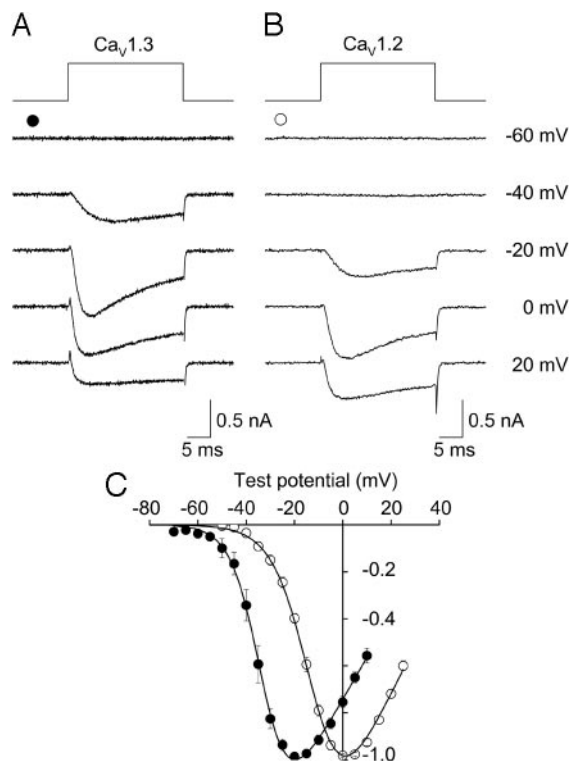 A
B
Cav1.3
Cav1.2
-60 mV
-40 mV
-20 mV
0 mV
20 mV
0.5 nA
5 ms
0.5 nA
5 ms
C
Test potential (mV)
-80 -60 -40 -20 0 20 40
-0.2
-0.4
-1.0